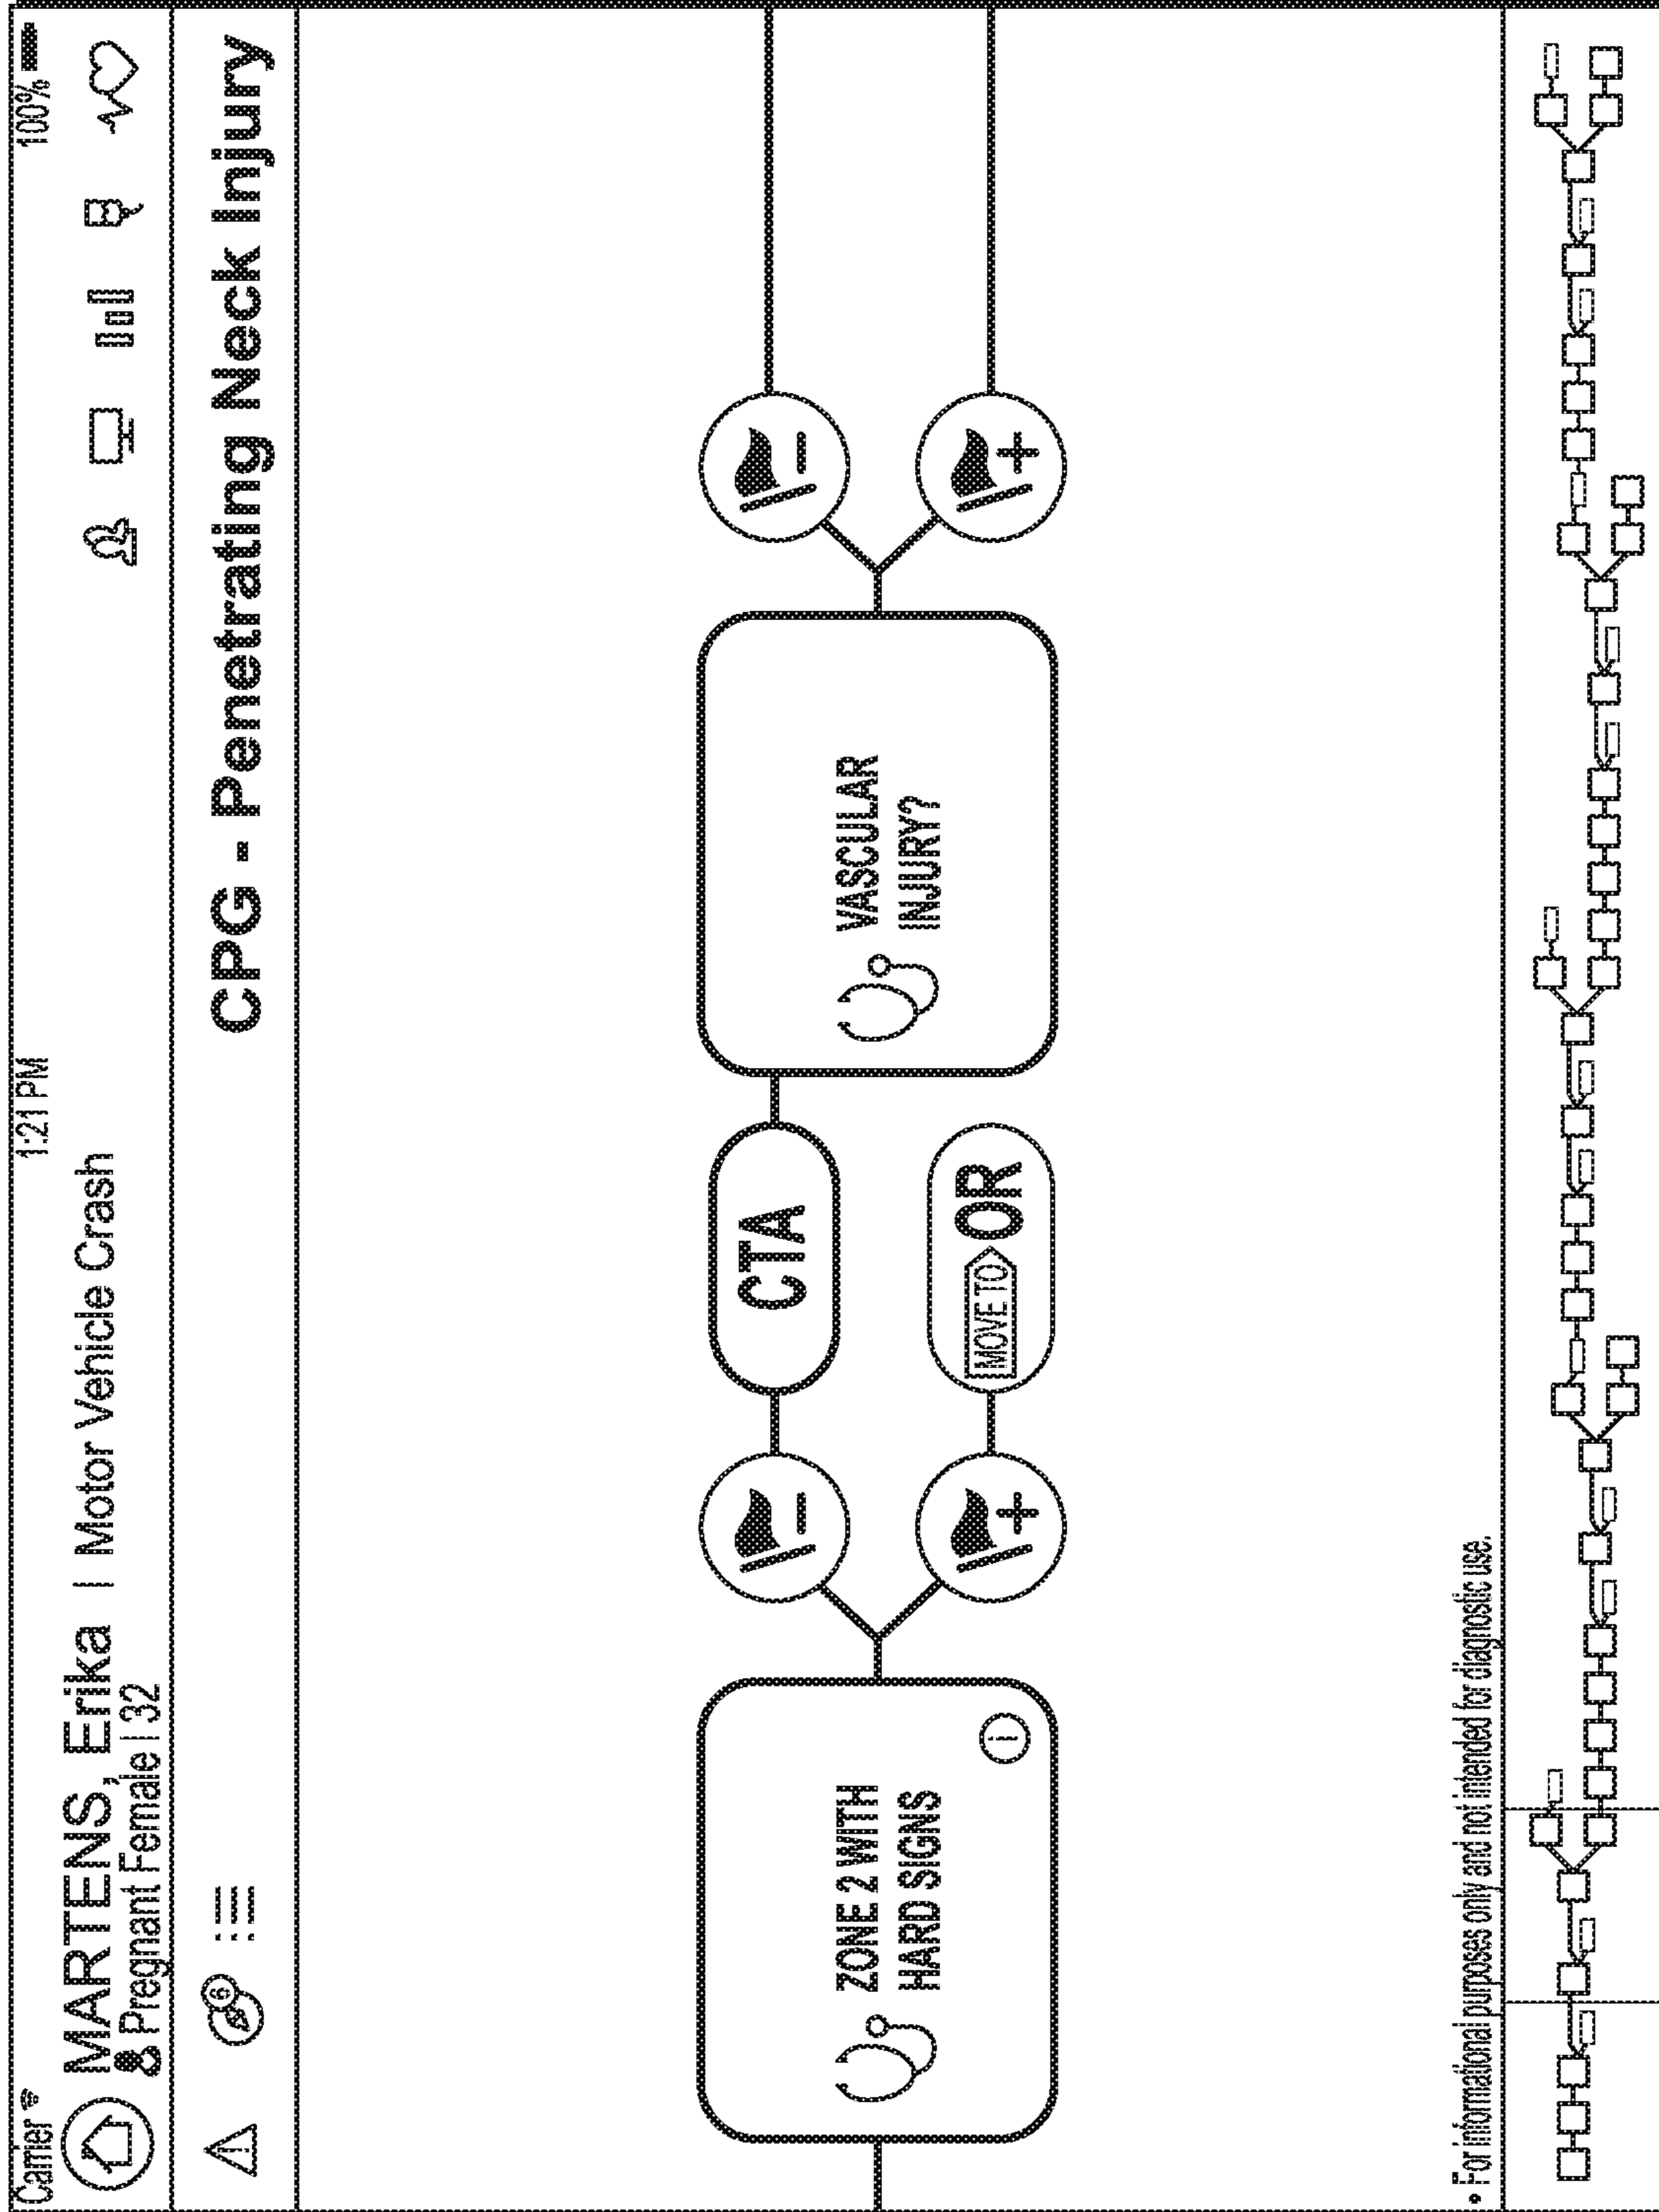 Carrier 1:21 PM 100%
MARTENS, Erika | Motor Vehicle Crash
Pregnant Female | 32
6
CPG - Penetrating Neck Injury
ZONE 2 WITH
HARD SIGNS
i
−
+
CTA
MOVE TO OR
VASCULAR
INJURY?
−
+
• For informational purposes only and not intended for diagnostic use.